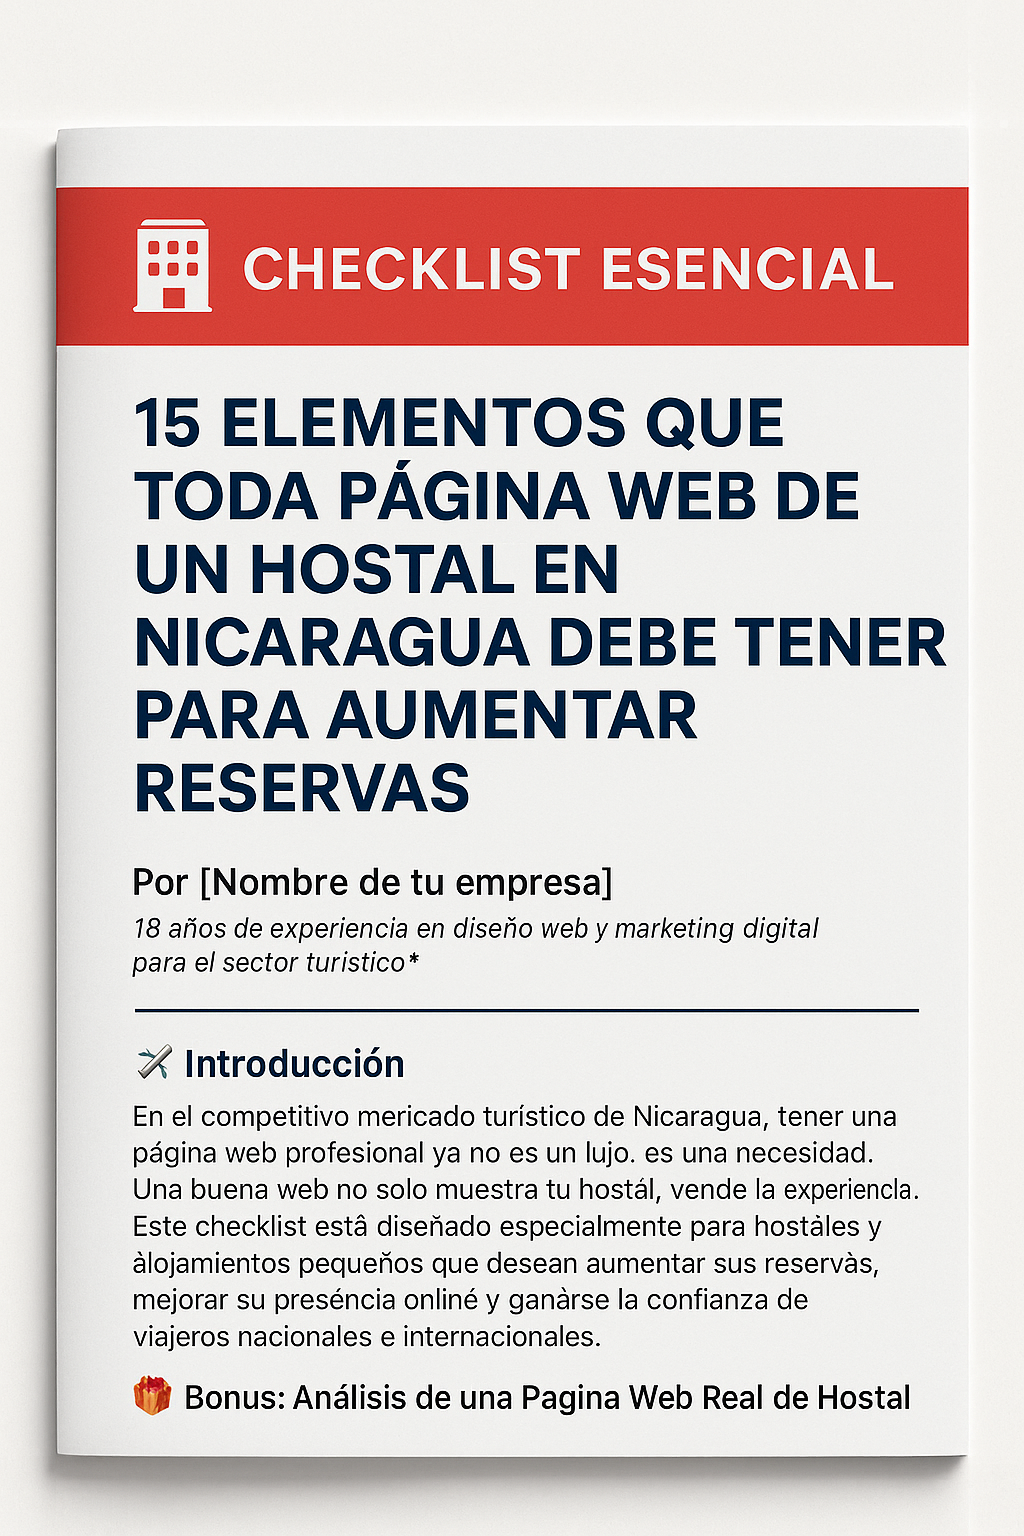 CHECKLIST ESENCIAL
15 ELEMENTOS QUE
TODA PÁGINA WEB DE
UN HOSTAL EN
NICARAGUA DEBE TENER
PARA AUMENTAR
RESERVAS
Por [Nombre de tu empresa]
18 años de experiencia en diseňo web y marketing digital
para el sector turistico*
Introducción
En el competitivo mericado turístico de Nicaragua, tener una
página web profesional ya no es un lujo. es una necesidad.
Una buena web no solo muestra tu hostál, vende la experiencla.
Este checklist estâ diseñado especialmente para hostàles y
àlojamientos pequeňos que desean aumentar sus reservàs,
mejorar su preséncia onliné y ganàrse la confianza de
viajeros nacionales e internacionales.
Bonus: Análisis de una Pagina Web Real de Hostal